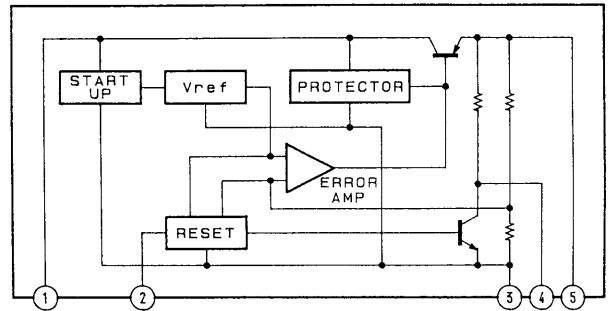 START
UP
Vref
PROTECTOR
ERROR
AMP
RESET
1
2
3
4
5